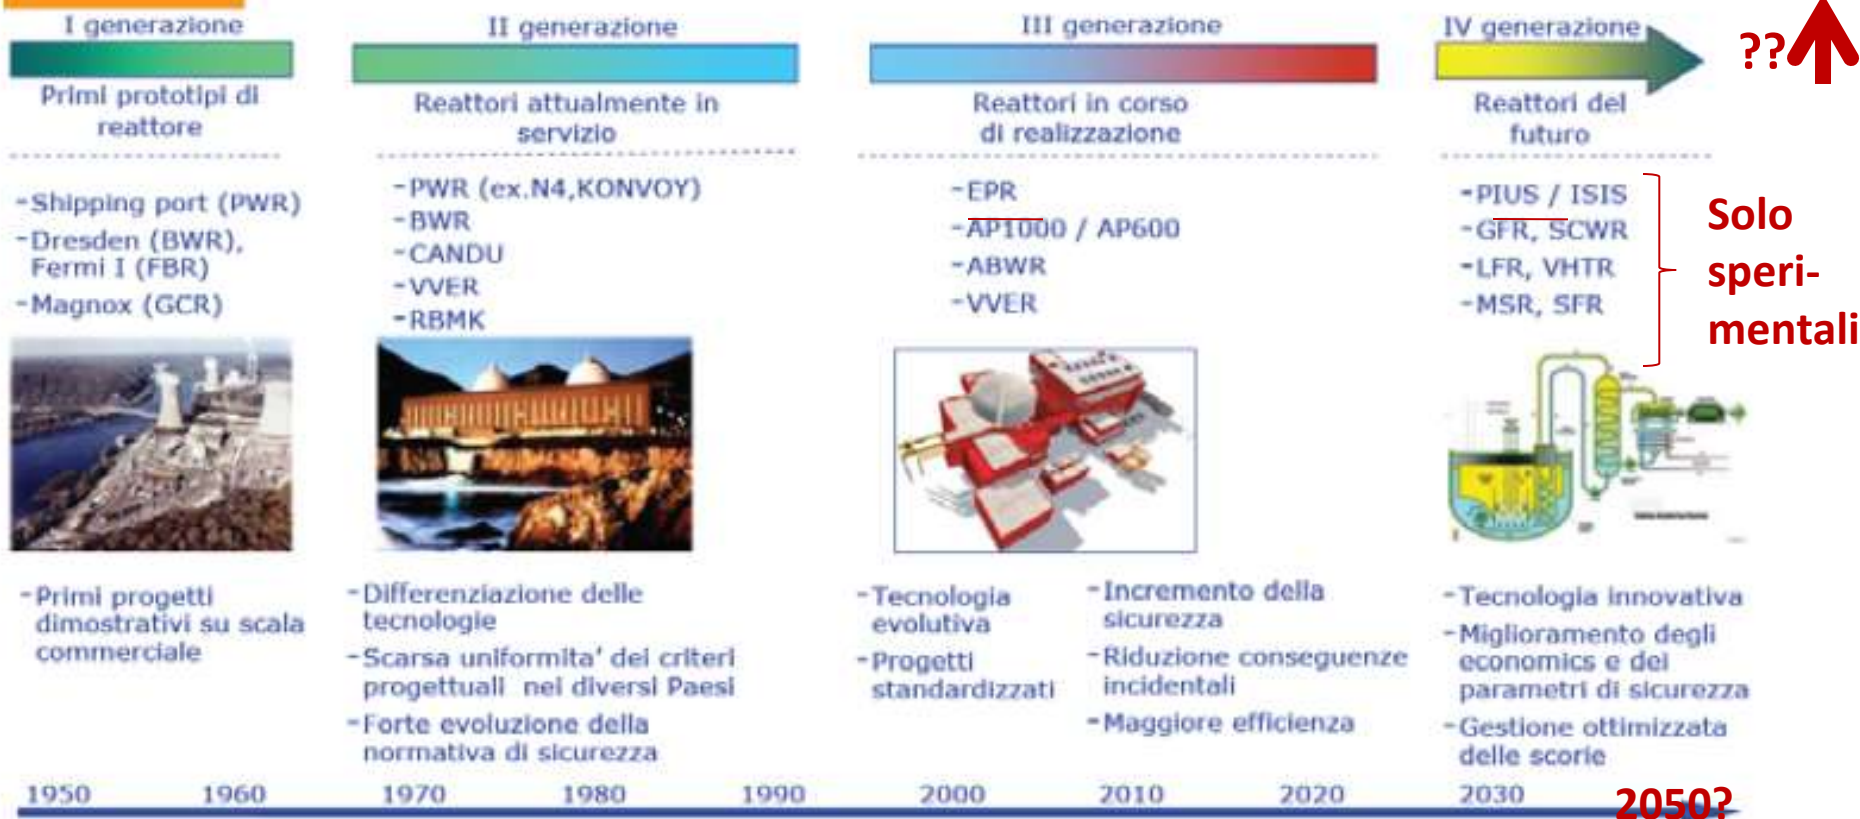 I generazione
Primi prototipi di
reattore
-Shipping port (PWR)
-Dresden (BWR),
Fermi I (FBR)
-Magnox (GCR)
-Primi progetti
dimostrativi su scala
commerciale
II generazione
Reattori attualmente in
servizio
-PWR (ex.N4,KONVOY)
-BWR
-CANDU
-VVER
-RBMK
-Differenziazione delle
tecnologie
-Scarsa uniformita' dei criteri
progettuali nei diversi Paesi
-Forte evoluzione della
normativa di sicurezza
III generazione
Reattori in corso
di realizzazione
-EPR
-AP1000 / AP600
-ABWR
-VVER
-Tecnologia
evolutiva
-Progetti
standardizzati
-Incremento della
sicurezza
-Riduzione conseguenze
incidentali
-Maggiore efficienza
IV generazione
??
Reattori del
futuro
-PIUS / ISIS
-GFR, SCWR
-LFR, VHTR
-MSR, SFR
Solo
speri-
mentali
-Tecnologia innovativa
-Miglioramento degli
economics e dei
parametri di sicurezza
-Gestione ottimizzata
delle scorie
1950 1960 1970 1980 1990 2000 2010 2020 2030 2050?